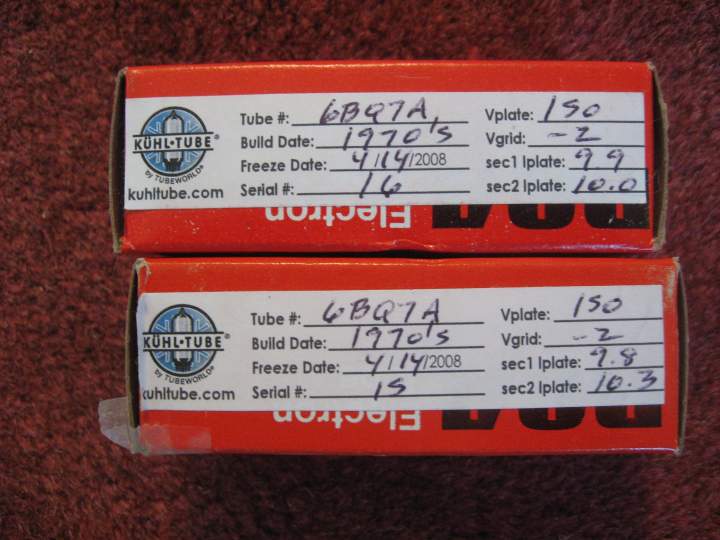 KÜHL•TUBE®
by TUBEWORLD®
kuhltube.com
Tube #: 6BQ7A,
Build Date: 1970's
Freeze Date: 4/14/2008
Serial #: 16
Vplate: 150
Vgrid: -2
sec1 Iplate: 9.9
sec2 Iplate: 10.0
RCA
Electron
KÜHL•TUBE®
by TUBEWORLD®
kuhltube.com
Tube #: 6BQ7A
Build Date: 1970's
Freeze Date: 4/14/2008
Serial #: 15
Vplate: 150
Vgrid: -2
sec1 Iplate: 9.8
sec2 Iplate: 10.3
RCA
Electron